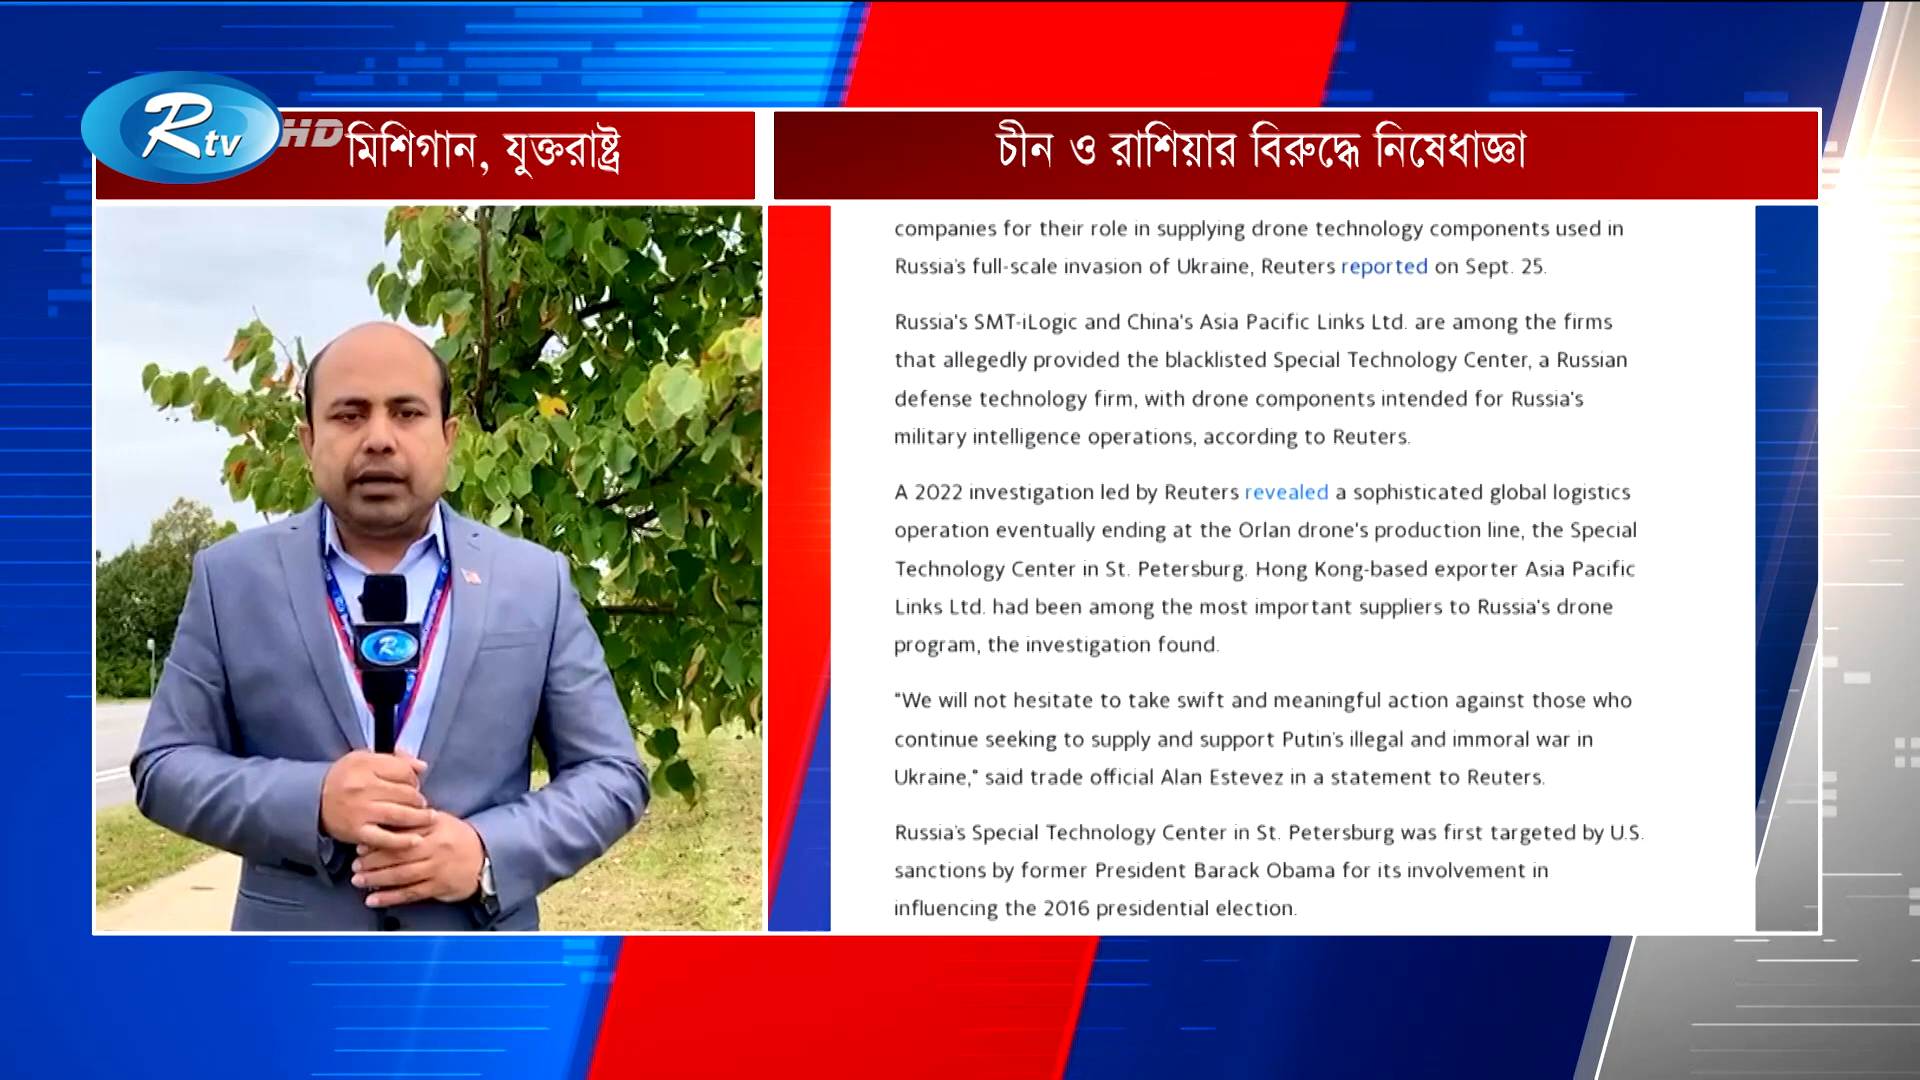 Rtv HD
মিশিগান, যুক্তরাষ্ট্র
চীন ও রাশিয়ার বিরুদ্ধে নিষেধাজ্ঞা
companies for their role in supplying drone technology components used in
Russia's full-scale invasion of Ukraine, Reuters reported on Sept. 25.
Russia's SMT-iLogic and China's Asia Pacific Links Ltd. are among the firms
that allegedly provided the blacklisted Special Technology Center, a Russian
defense technology firm, with drone components intended for Russia's
military intelligence operations, according to Reuters.
A 2022 investigation led by Reuters revealed a sophisticated global logistics
operation eventually ending at the Orlan drone's production line, the Special
Technology Center in St. Petersburg. Hong Kong-based exporter Asia Pacific
Links Ltd. had been among the most important suppliers to Russia's drone
program, the investigation found.
"We will not hesitate to take swift and meaningful action against those who
continue seeking to supply and support Putin's illegal and immoral war in
Ukraine," said trade official Alan Estevez in a statement to Reuters.
Russia's Special Technology Center in St. Petersburg was first targeted by U.S.
sanctions by former President Barack Obama for its involvement in
influencing the 2016 presidential election.
Rtv